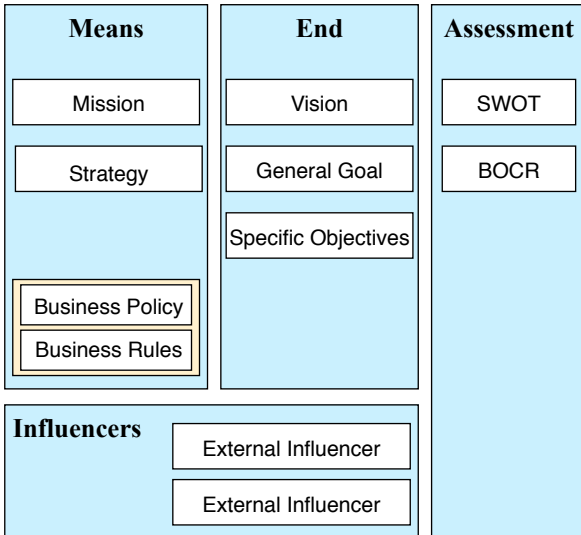 Means
Mission
Strategy
Business Policy
Business Rules
End
Vision
General Goal
Specific Objectives
Assessment
SWOT
BOCR
Influencers
External Influencer
External Influencer